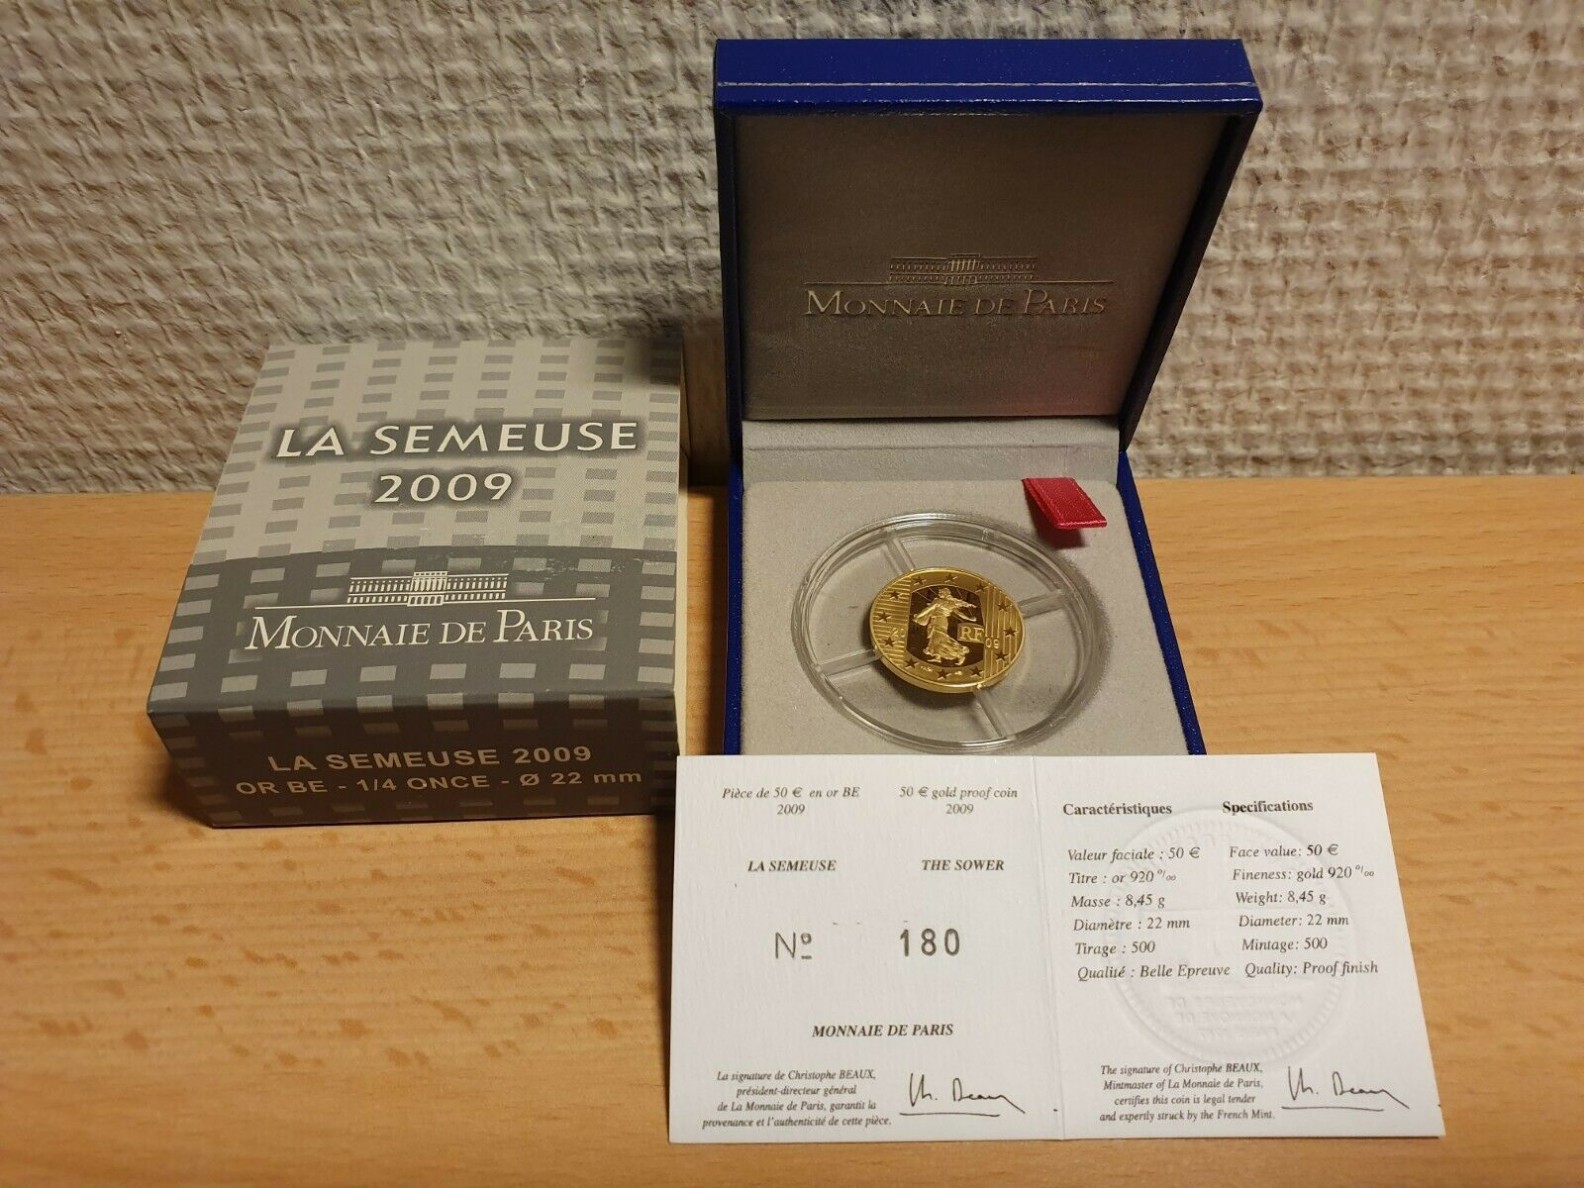 LA SEMEUSE
2009
MONNAIE DE PARIS
LA SEMEUSE 2009
OR BE - 1/4 ONCE - Ø 22 mm
MONNAIE DE PARIS
20 RF 09
Pièce de 50 € en or BE
2009
50 € gold proof coin
2009
LA SEMEUSE
THE SOWER
Nº 180
MONNAIE DE PARIS
La signature de Christophe BEAUX,
président-directeur général
de La Monnaie de Paris, garantit la
provenance et l'authenticité de cette pièce.
Ch. Beaux
Caractéristiques
Valeur faciale : 50 €
Titre : or 920 ‰
Masse : 8,45 g
Diamètre : 22 mm
Tirage : 500
Qualité : Belle Epreuve
Specifications
Face value: 50 €
Fineness: gold 920 ‰
Weight: 8,45 g
Diameter: 22 mm
Mintage: 500
Quality: Proof finish
The signature of Christophe BEAUX,
Mintmaster of La Monnaie de Paris,
certifies this coin is legal tender
and expertly struck by the French Mint.
Ch. Beaux